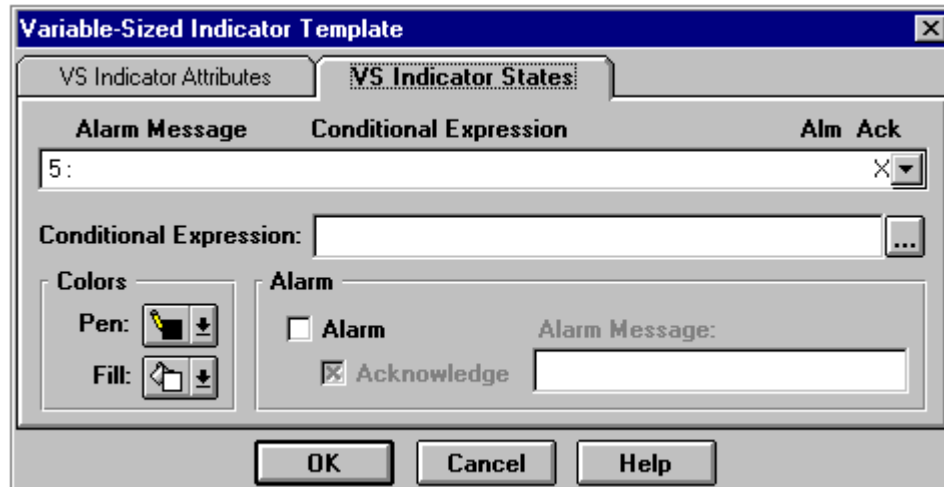 Variable-Sized Indicator Template
VS Indicator Attributes VS Indicator States
Alarm Message Conditional Expression Alm Ack
5: X
Conditional Expression: ...
Colors Alarm
Pen: Alarm Alarm Message:
Fill: Acknowledge
OK Cancel Help